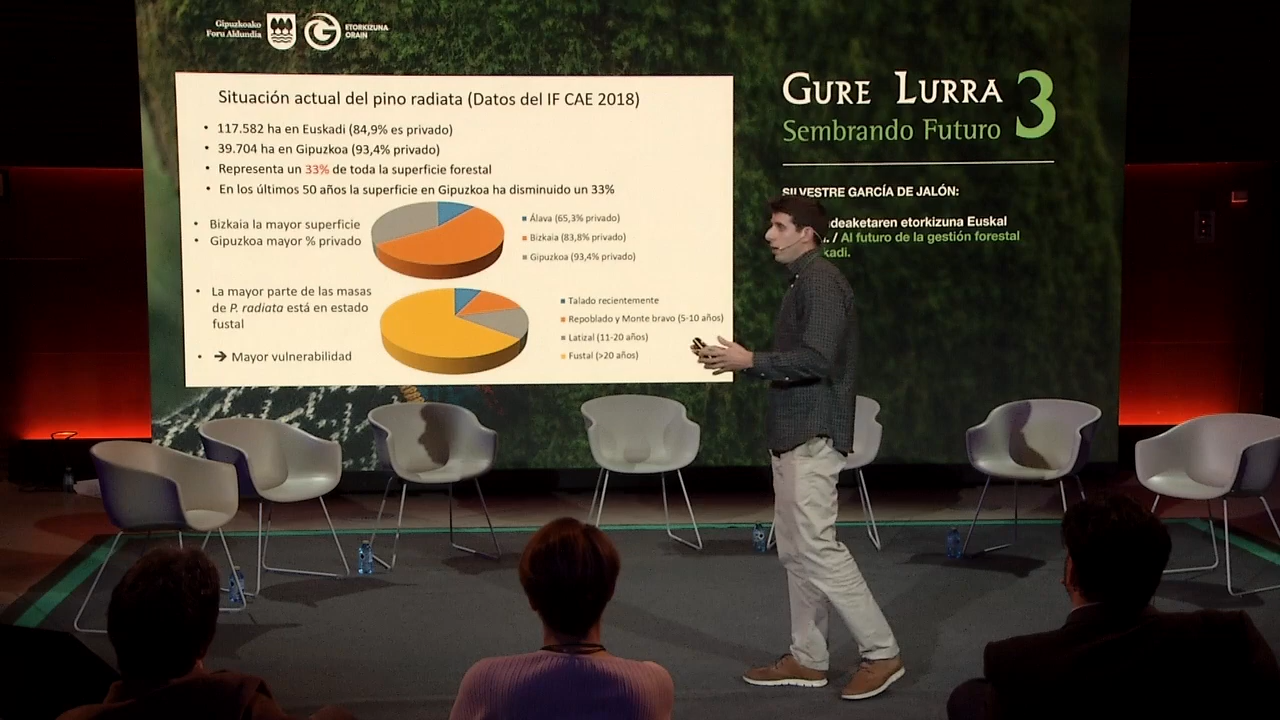 Gipuzkoako
Foru Aldundia
ETORKIZUNA
ORAIN
Situación actual del pino radiata (Datos del IF CAE 2018)
• 117.582 ha en Euskadi (84,9% es privado)
• 39.704 ha en Gipuzkoa (93,4% privado)
• Representa un 33% de toda la superficie forestal
• En los últimos 50 años la superficie en Gipuzkoa ha disminuido un 33%
• Bizkaia la mayor superficie
• Gipuzkoa mayor % privado
Álava (65,3% privado)
Bizkaia (83,8% privado)
Gipuzkoa (93,4% privado)
• La mayor parte de las masas
de P. radiata está en estado
fustal
• ➔ Mayor vulnerabilidad
Talado recientemente
Repoblado y Monte bravo (5-10 años)
Latizal (11-20 años)
Fustal (>20 años)
GURE LURRA 3
Sembrando Futuro
SILVESTRE GARCÍA DE JALÓN:
etorkizuna Euskal
/ Al futuro de la gestión forestal